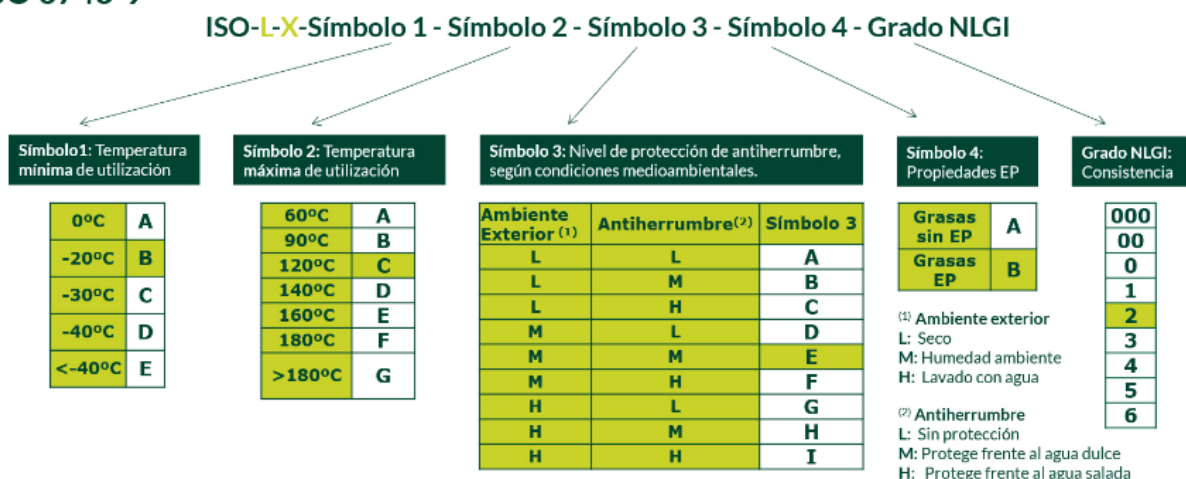 ISO-L-X-Símbolo 1 - Símbolo 2 - Símbolo 3 - Símbolo 4 - Grado NLGI
Símbolo1: Temperatura
mínima de utilización
0ºC A
-20ºC B
-30ºC C
-40ºC D
<-40ºC E
Símbolo 2: Temperatura
máxima de utilización
60ºC A
90ºC B
120ºC C
140ºC D
160ºC E
180ºC F
>180ºC G
Símbolo 3: Nivel de protección de antiherrumbre,
según condiciones medioambientales.
Ambiente
Exterior (1) Antiherrumbre(2) Símbolo 3
L L A
L M B
L H C
M L D
M M E
M H F
H L G
H M H
H H I
Símbolo 4:
Propiedades EP
Grasas
sin EP A
Grasas
EP B
(1) Ambiente exterior
L: Seco
M: Humedad ambiente
H: Lavado con agua
(2) Antiherrumbre
L: Sin protección
M: Protege frente al agua dulce
H: Protege frente al agua salada
Grado NLGI:
Consistencia
000
00
0
1
2
3
4
5
6